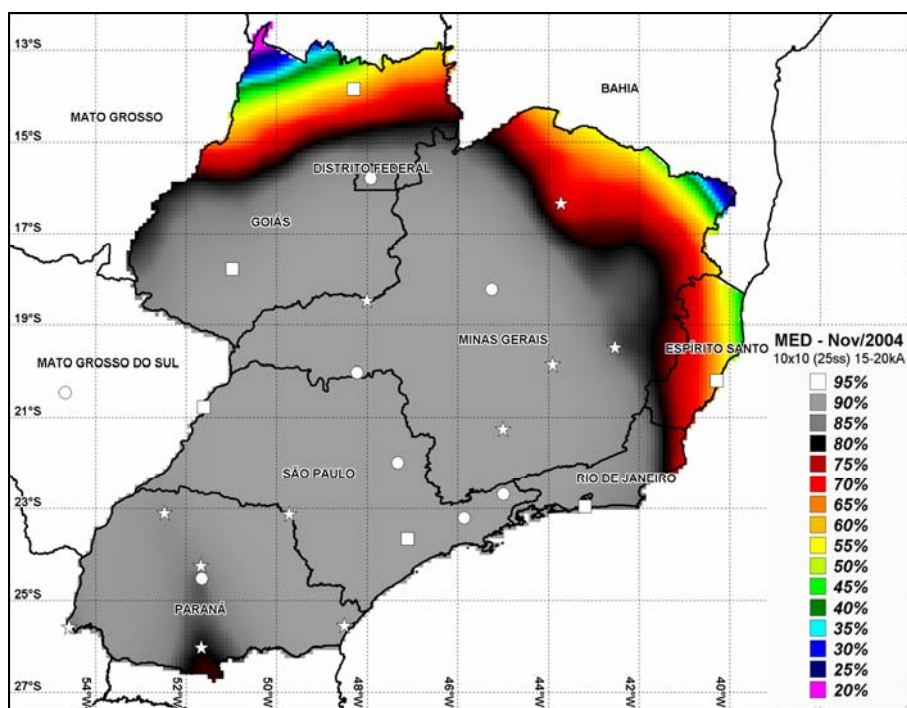 13°S
15°S
17°S
19°S
21°S
23°S
25°S
27°S
MATO GROSSO
BAHIA
DISTRITO FEDERAL
GOIÁS
MATO GROSSO DO SUL
MINAS GERAIS
ESPÍRITO SANTO
SÃO PAULO
RIO DE JANEIRO
PARANÁ
54°W
52°W
50°W
48°W
46°W
44°W
42°W
40°W
MED - Nov/2004
10x10 (25ss) 15-20kA
95%
90%
85%
80%
75%
70%
65%
60%
55%
50%
45%
40%
35%
30%
25%
20%